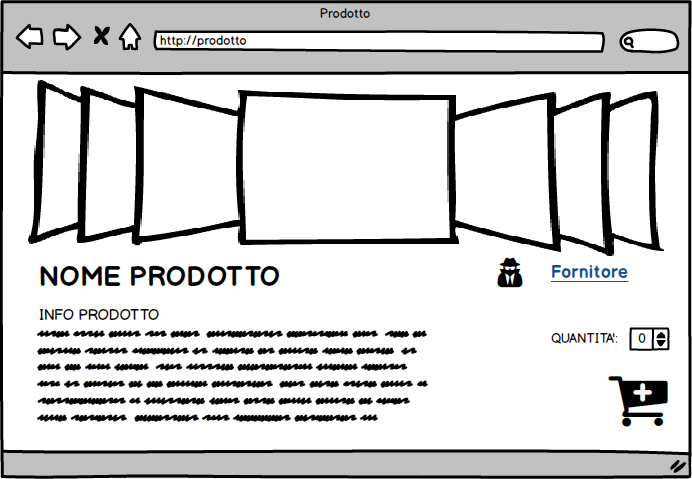 Prodotto
http://prodotto
NOME PRODOTTO
Fornitore
INFO PRODOTTO
QUANTITA': 0